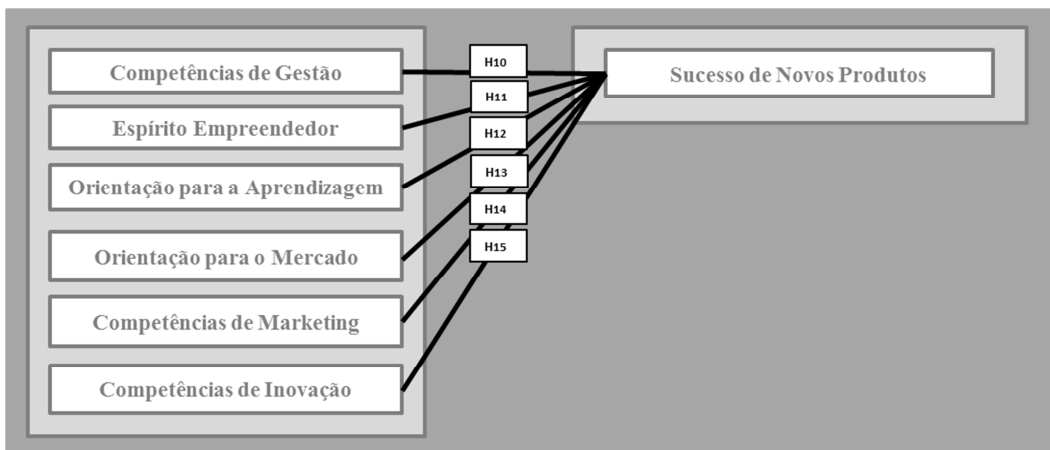 Competências de Gestão
Espírito Empreendedor
Orientação para a Aprendizagem
Orientação para o Mercado
Competências de Marketing
Competências de Inovação
H10
H11
H12
H13
H14
H15
Sucesso de Novos Produtos